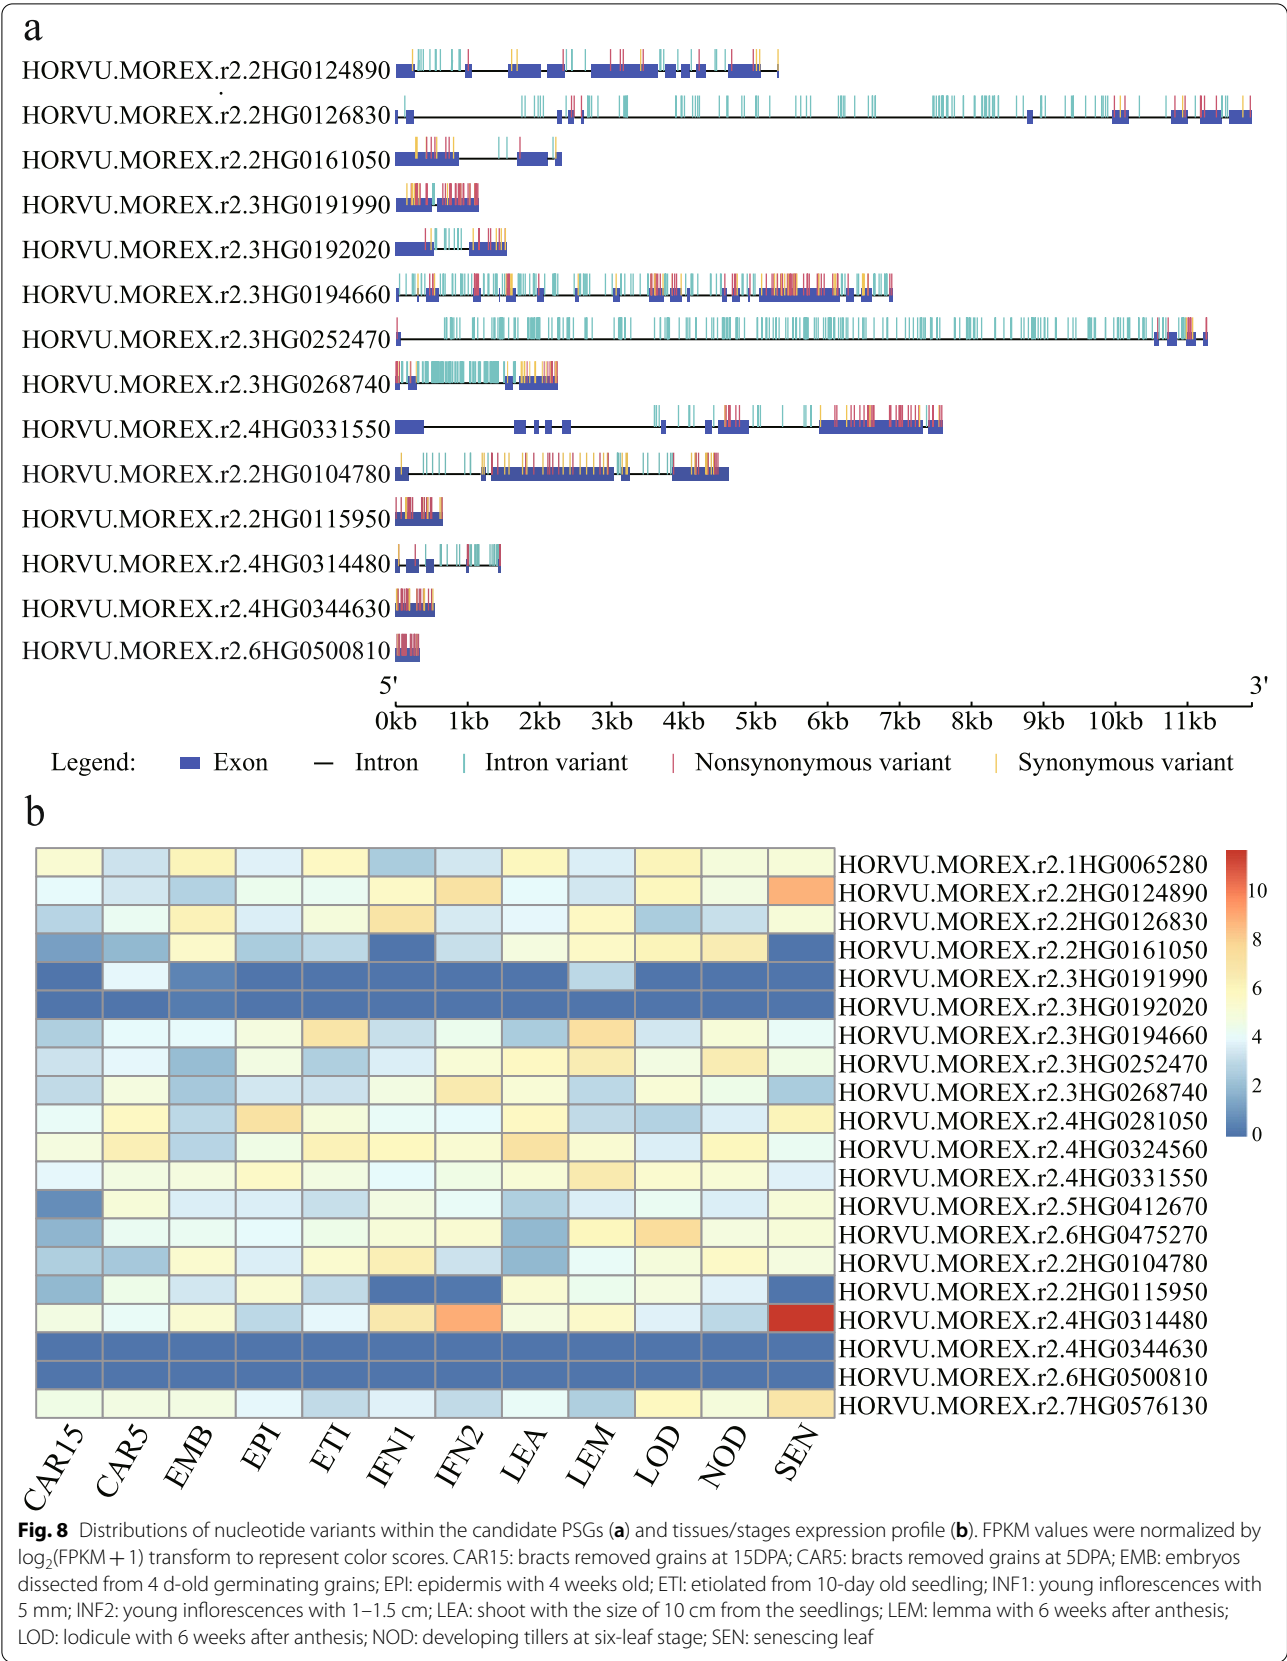 a
HORVU.MOREX.r2.2HG0124890
HORVU.MOREX.r2.2HG0126830
HORVU.MOREX.r2.2HG0161050
HORVU.MOREX.r2.3HG0191990
HORVU.MOREX.r2.3HG0192020
HORVU.MOREX.r2.3HG0194660
HORVU.MOREX.r2.3HG0252470
HORVU.MOREX.r2.3HG0268740
HORVU.MOREX.r2.4HG0331550
HORVU.MOREX.r2.2HG0104780
HORVU.MOREX.r2.2HG0115950
HORVU.MOREX.r2.4HG0314480
HORVU.MOREX.r2.4HG0344630
HORVU.MOREX.r2.6HG0500810
5' 3'
0kb 1kb 2kb 3kb 4kb 5kb 6kb 7kb 8kb 9kb 10kb 11kb
Legend: Exon Intron Intron variant Nonsynonymous variant Synonymous variant
b
HORVU.MOREX.r2.1HG0065280
HORVU.MOREX.r2.2HG0124890
HORVU.MOREX.r2.2HG0126830
HORVU.MOREX.r2.2HG0161050
HORVU.MOREX.r2.3HG0191990
HORVU.MOREX.r2.3HG0192020
HORVU.MOREX.r2.3HG0194660
HORVU.MOREX.r2.3HG0252470
HORVU.MOREX.r2.3HG0268740
HORVU.MOREX.r2.4HG0281050
HORVU.MOREX.r2.4HG0324560
HORVU.MOREX.r2.4HG0331550
HORVU.MOREX.r2.5HG0412670
HORVU.MOREX.r2.6HG0475270
HORVU.MOREX.r2.2HG0104780
HORVU.MOREX.r2.2HG0115950
HORVU.MOREX.r2.4HG0314480
HORVU.MOREX.r2.4HG0344630
HORVU.MOREX.r2.6HG0500810
HORVU.MOREX.r2.7HG0576130
10
8
6
4
2
0
CAR15 CAR5 EMB EPI ETI IFN1 IFN2 LEA LEM LOD NOD SEN
Fig. 8 Distributions of nucleotide variants within the candidate PSGs (a) and tissues/stages expression profile (b). FPKM values were normalized by
log₂(FPKM + 1) transform to represent color scores. CAR15: bracts removed grains at 15DPA; CAR5: bracts removed grains at 5DPA; EMB: embryos
dissected from 4 d-old germinating grains; EPI: epidermis with 4 weeks old; ETI: etiolated from 10-day old seedling; INF1: young inflorescences with
5 mm; INF2: young inflorescences with 1–1.5 cm; LEA: shoot with the size of 10 cm from the seedlings; LEM: lemma with 6 weeks after anthesis;
LOD: lodicule with 6 weeks after anthesis; NOD: developing tillers at six-leaf stage; SEN: senescing leaf